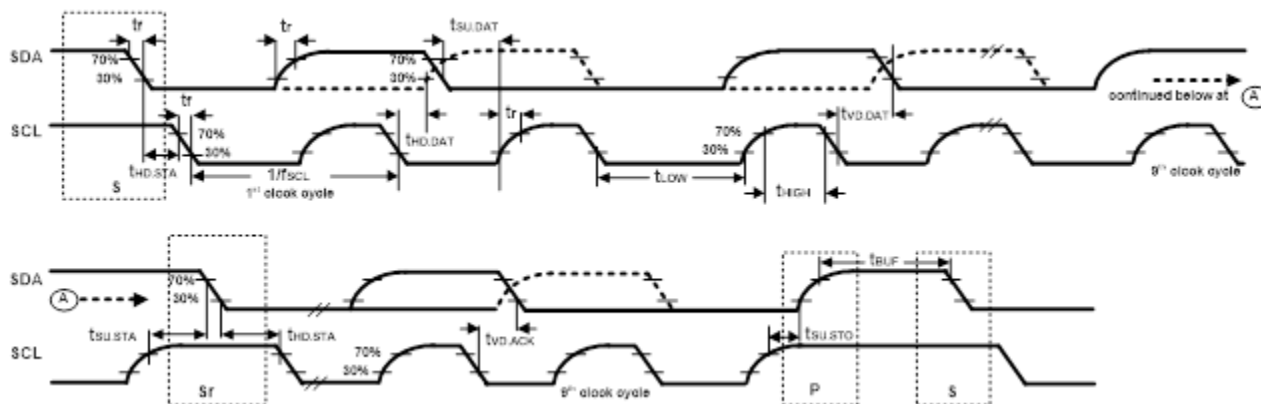 tr
tr
tSU.DAT
SDA
70%
30%
70%
30%
continued below at A
tr
tHD.DAT
tr
tVD.DAT
SCL
70%
30%
70%
30%
tHD.STA
1/fSCL
tLOW
tHIGH
S
1st clock cycle
9th clock cycle
SDA
70%
30%
tBUF
A
tSU.STA
tHD.STA
tVD.ACK
tSU.STO
SCL
70%
30%
Sr
9th clock cycle
P
S